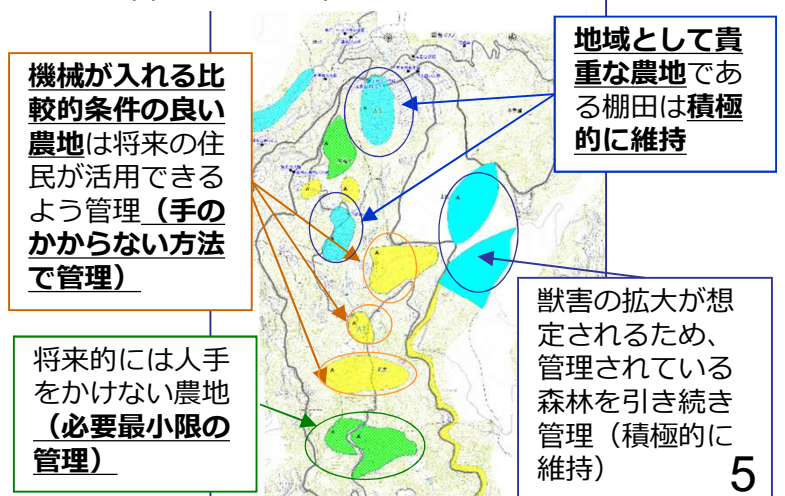 機械が入れる比
較的条件の良い
農地は将来の住
民が活用できる
よう管理（手の
かからない方法
で管理）
地域として貴
重な農地であ
る棚田は積極
的に維持
将来的には人手
をかけない農地
（必要最小限の
管理）
獣害の拡大が想
定されるため、
管理されている
森林を引き続き
管理（積極的に
維持）
5